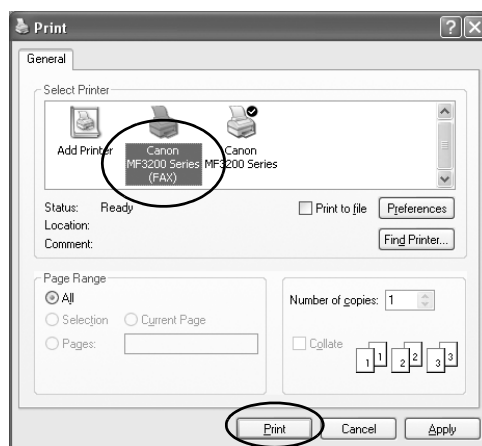 Print
General
Select Printer
Add Printer
Canon
MF3200 Series
(FAX)
Canon
MF3200 Series
Status: Ready
Location:
Comment:
Print to file
Preferences
Find Printer...
Page Range
All
Selection
Current Page
Pages:
Number of copies: 1
Collate
1 1 2 2 3 3
Print
Cancel
Apply